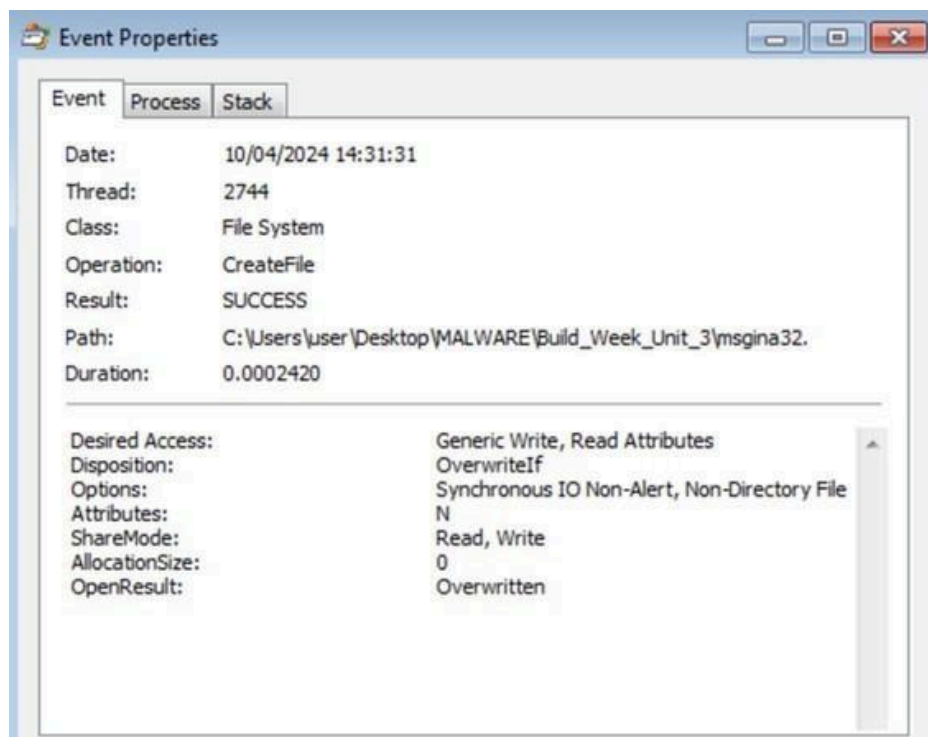 Event Properties
Event Process Stack
Date: 10/04/2024 14:31:31
Thread: 2744
Class: File System
Operation: CreateFile
Result: SUCCESS
Path: C:\Users\user\Desktop\MALWARE\Build_Week_Unit_3\msgina32.
Duration: 0.0002420
Desired Access: Generic Write, Read Attributes
Disposition: OverwriteIf
Options: Synchronous IO Non-Alert, Non-Directory File
Attributes: N
ShareMode: Read, Write
AllocationSize: 0
OpenResult: Overwritten